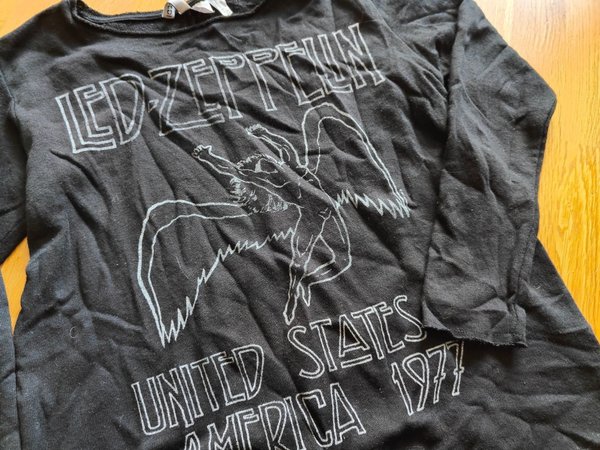 LED-ZEPPELIN
UNITED STATES
AMERICA 1977